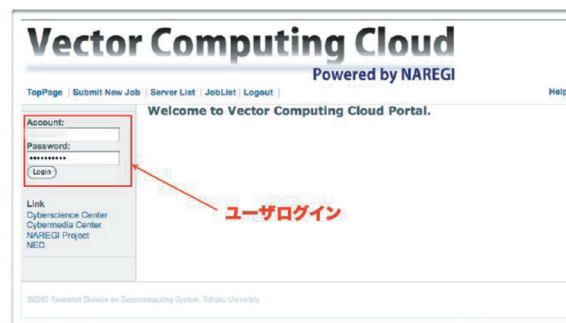 Vector Computing Cloud
Powered by NAREGI
TopPage | Submit New Job | Server List | JobList | Logout |
Help
Welcome to Vector Computing Cloud Portal.
Account:
Password:
••••••••••
Login
ユーザログイン
Link
Cyberscience Center
Cybermedia Center
NAREGI Project
NEC
Research Division on Supercomputing System, Tohoku University